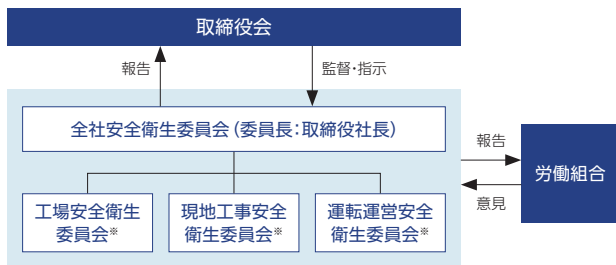 取締役会
報告
監督・指示
全社安全衛生委員会（委員長：取締役社長）
報告
労働組合
意見
工場安全衛生
委員会※
現地工事安全
衛生委員会※
運転運営安全
衛生委員会※